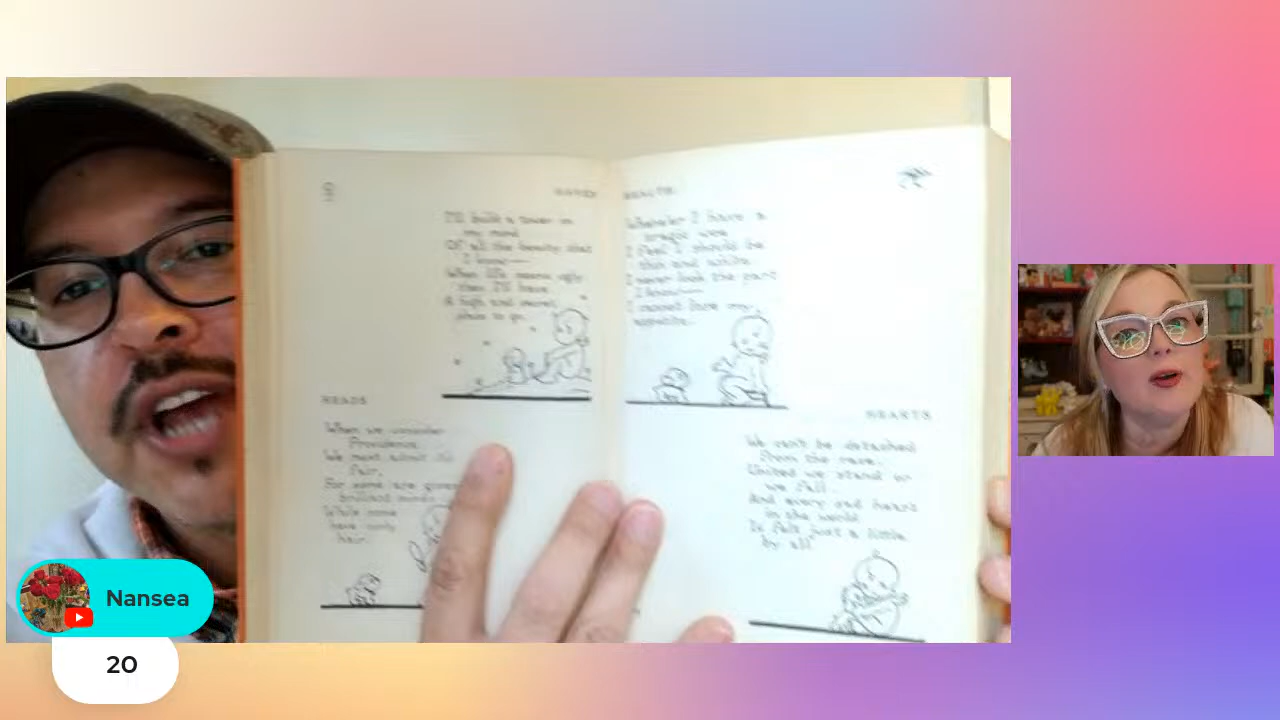 HAVEN
I'll build a tower in
my mind
Of all the beauty that
I know—
When life seems ugly
then I'll have
A high and secret
place to go.
HEADS
When we consider
Providence
We must admit it's
fair,
For some are given
brilliant minds
While some
have only
hair.
HEALTH
Whenever I have a
tragic woe
I feel I should be
thin and white.
I never look the part
I know—
I cannot lose my
appetite.
HEARTS
We can't be detached
from the race.
United we stand or
we fall.
And every sad heart
in the world
Is felt just a little
by all.
Nansea
20